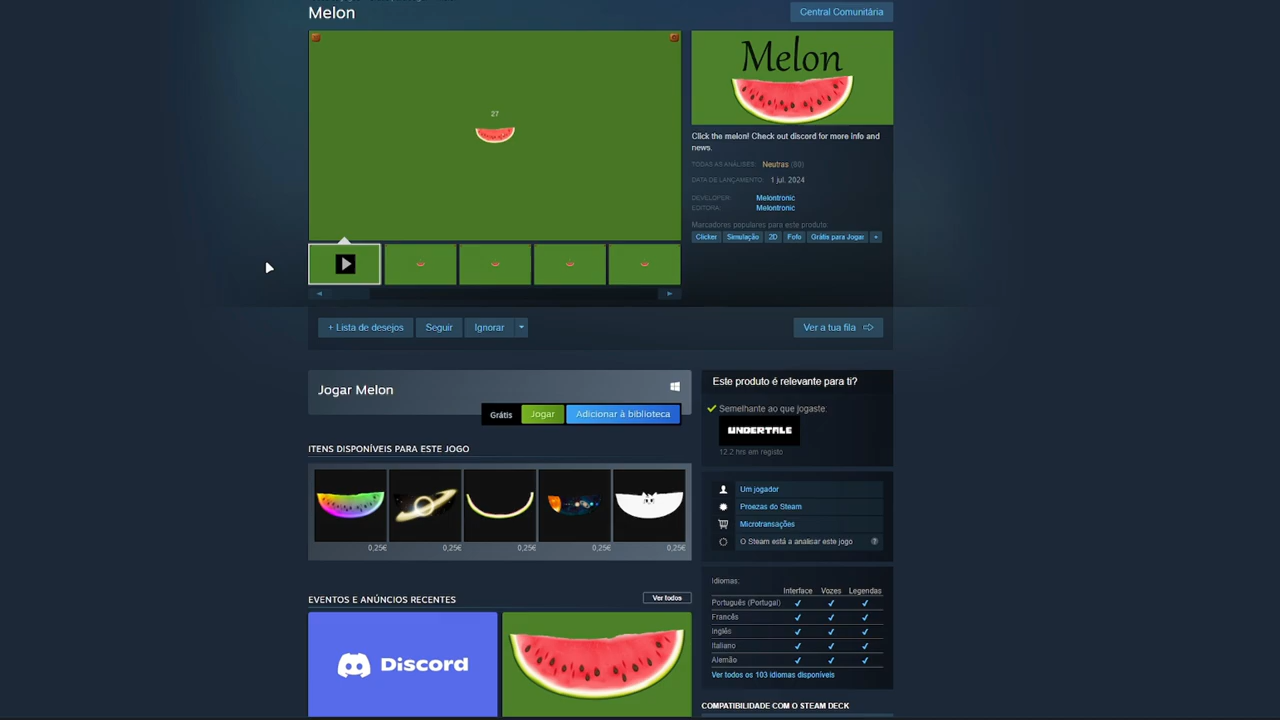 Melon
Central Comunitária
27
Melon
Click the melon! Check out discord for more info and
news.
TODAS AS ANÁLISES: Neutras (80)
DATA DE LANÇAMENTO: 1 jul. 2024
DEVELOPER: Melontronic
EDITORA: Melontronic
Marcadores populares para este produto:
Clicker Simulação 2D Fofo Grátis para Jogar +
+ Lista de desejos Seguir Ignorar
Ver a tua fila
Jogar Melon
Grátis Jogar Adicionar à biblioteca
Este produto é relevante para ti?
Semelhante ao que jogaste:
UNDERTALE
12.2 hrs em registo
ITENS DISPONÍVEIS PARA ESTE JOGO
0,25€ 0,25€ 0,25€ 0,25€ 0,25€
Um jogador
Proezas do Steam
Microtransações
O Steam está a analisar este jogo ?
EVENTOS E ANÚNCIOS RECENTES
Ver todos
Discord
Idiomas:
Interface Vozes Legendas
Português (Portugal) ✓ ✓ ✓
Francês ✓ ✓ ✓
Inglês ✓ ✓ ✓
Italiano ✓ ✓ ✓
Alemão ✓ ✓ ✓
Ver todos os 103 idiomas disponíveis
COMPATIBILIDADE COM O STEAM DECK